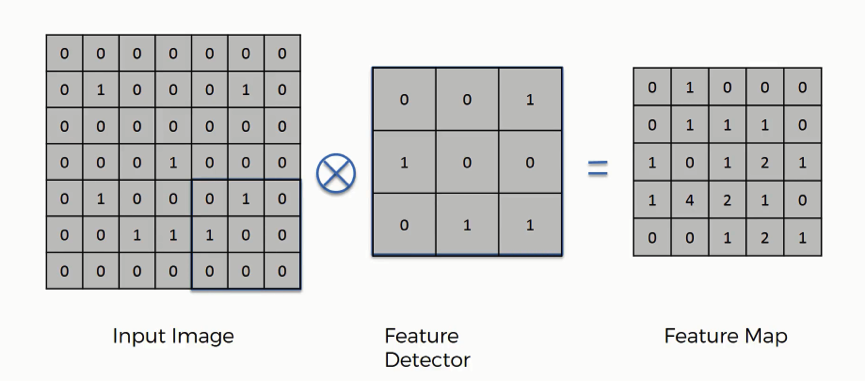 0 0 0 0 0 0 0
0 1 0 0 0 1 0
0 0 0 0 0 0 0
0 0 0 1 0 0 0
0 1 0 0 0 1 0
0 0 1 1 1 0 0
0 0 0 0 0 0 0
Input Image
0 0 1
1 0 0
0 1 1
Feature
Detector
=
0 1 0 0 0
0 1 1 1 0
1 0 1 2 1
1 4 2 1 0
0 0 1 2 1
Feature Map